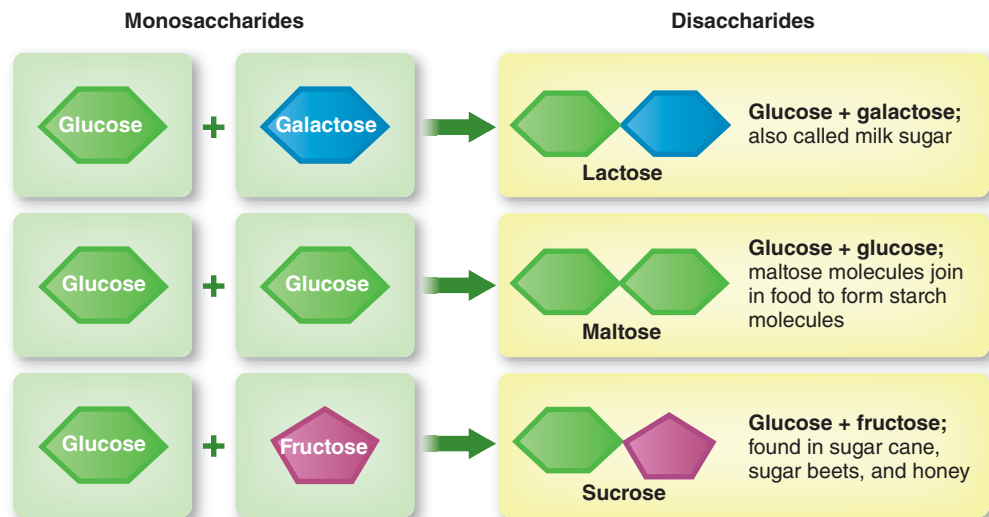 Monosaccharides
Disaccharides
Glucose
+
Galactose
Lactose
Glucose + galactose;
also called milk sugar
Glucose
+
Glucose
Maltose
Glucose + glucose;
maltose molecules join
in food to form starch
molecules
Glucose
+
Fructose
Sucrose
Glucose + fructose;
found in sugar cane,
sugar beets, and honey